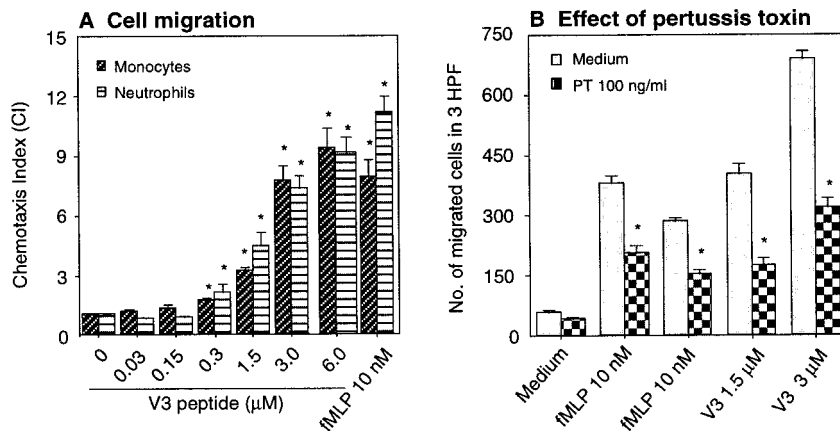 A Cell migration
Chemotaxis Index (CI)
15
12
9
6
3
0
Monocytes
Neutrophils
*
*
*
*
*
*
*
*
*
*
0
0.03
0.15
0.3
1.5
3.0
6.0
fMLP 10 nM
V3 peptide (μM)
B Effect of pertussis toxin
No. of migrated cells in 3 HPF
750
600
450
300
150
0
Medium
PT 100 ng/ml
*
*
*
*
Medium
fMLP 10 nM
fMLP 10 nM
V3 1.5 μM
V3 3 μM